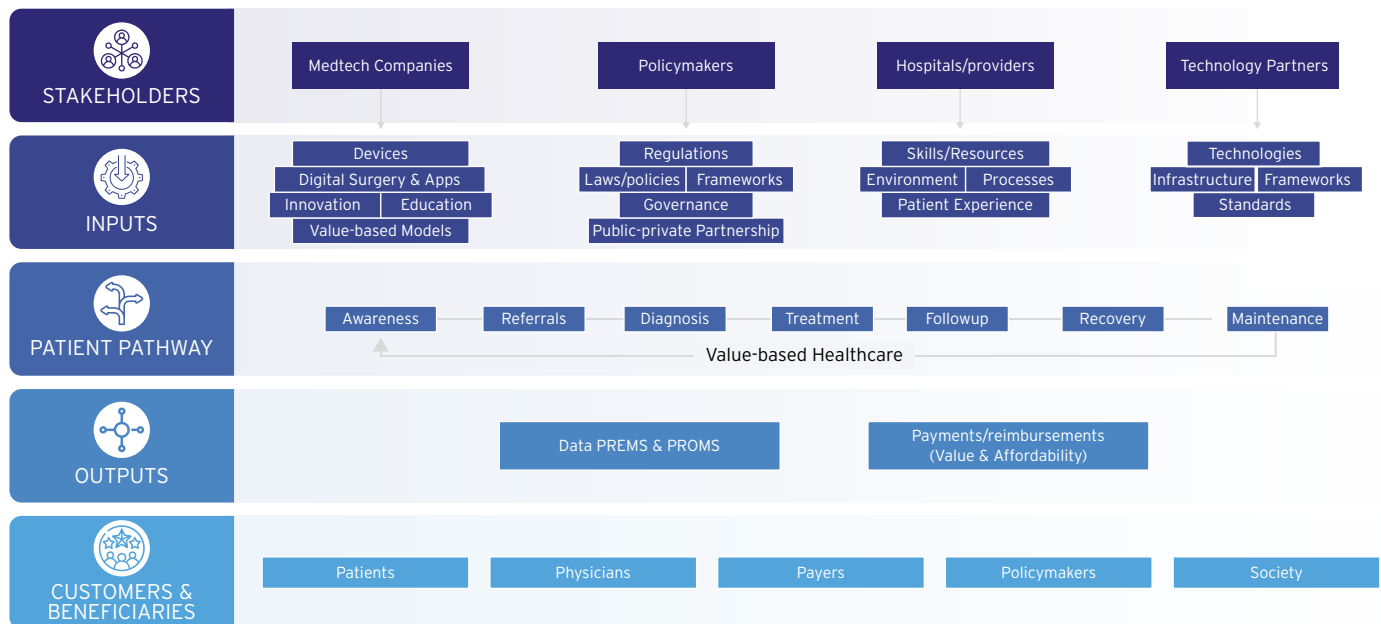 STAKEHOLDERS
Medtech Companies
Policymakers
Hospitals/providers
Technology Partners
INPUTS
Devices
Digital Surgery & Apps
Innovation
Education
Value-based Models
Regulations
Laws/policies
Frameworks
Governance
Public-private Partnership
Skills/Resources
Environment
Processes
Patient Experience
Technologies
Infrastructure
Frameworks
Standards
PATIENT PATHWAY
Awareness
Referrals
Diagnosis
Treatment
Followup
Recovery
Maintenance
Value-based Healthcare
OUTPUTS
Data PREMS & PROMS
Payments/reimbursements
(Value & Affordability)
CUSTOMERS &
BENEFICIARIES
Patients
Physicians
Payers
Policymakers
Society